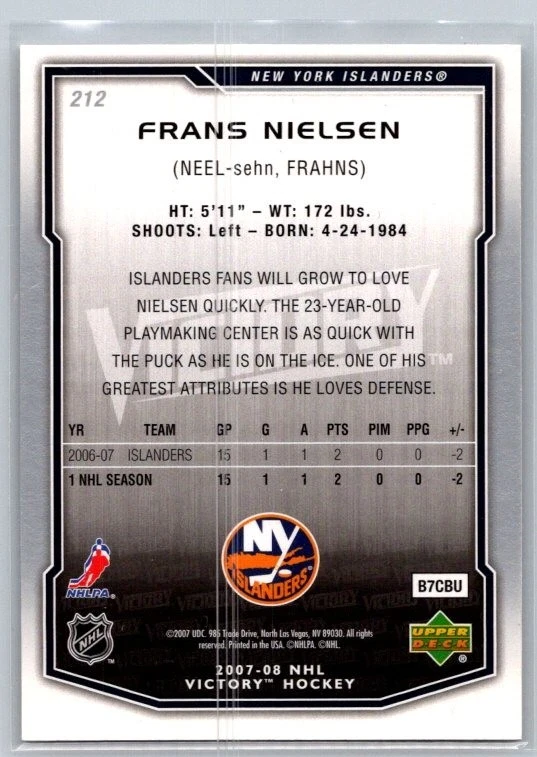 NEW YORK ISLANDERS®
212
FRANS NIELSEN
(NEEL-sehn, FRAHNS)
HT: 5'11" – WT: 172 lbs.
SHOOTS: Left – BORN: 4-24-1984
VICTORY™
ISLANDERS FANS WILL GROW TO LOVE
NIELSEN QUICKLY. THE 23-YEAR-OLD
PLAYMAKING CENTER IS AS QUICK WITH
THE PUCK AS HE IS ON THE ICE. ONE OF HIS
GREATEST ATTRIBUTES IS HE LOVES DEFENSE.
YR TEAM GP G A PTS PIM PPG +/-
2006-07 ISLANDERS 15 1 1 2 0 0 -2
1 NHL SEASON 15 1 1 2 0 0 -2
NY
ISLANDERS®
NHLPA.
B7CBU
NHL™
©2007 UDC. 985 Trade Drive, North Las Vegas, NV 89030. All rights
reserved. Printed in the USA. ©NHLPA. ©NHL.
UPPER
DECK®
2007-08 NHL
VICTORY™ HOCKEY